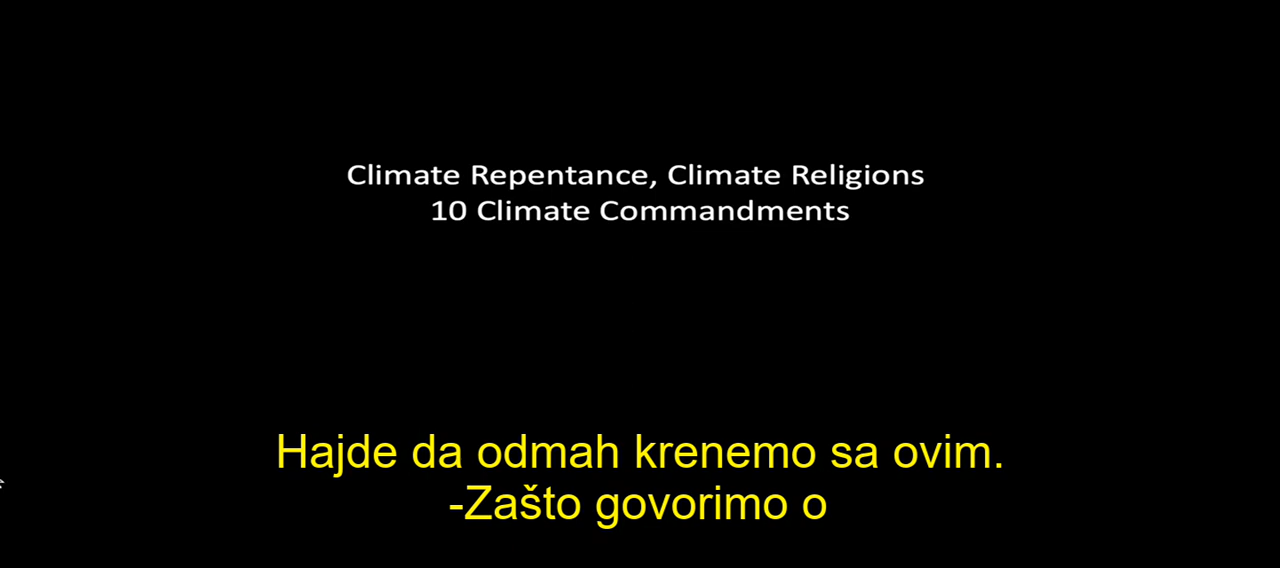 Climate Repentance, Climate Religions
10 Climate Commandments
Hajde da odmah krenemo sa ovim.
-Zašto govorimo o